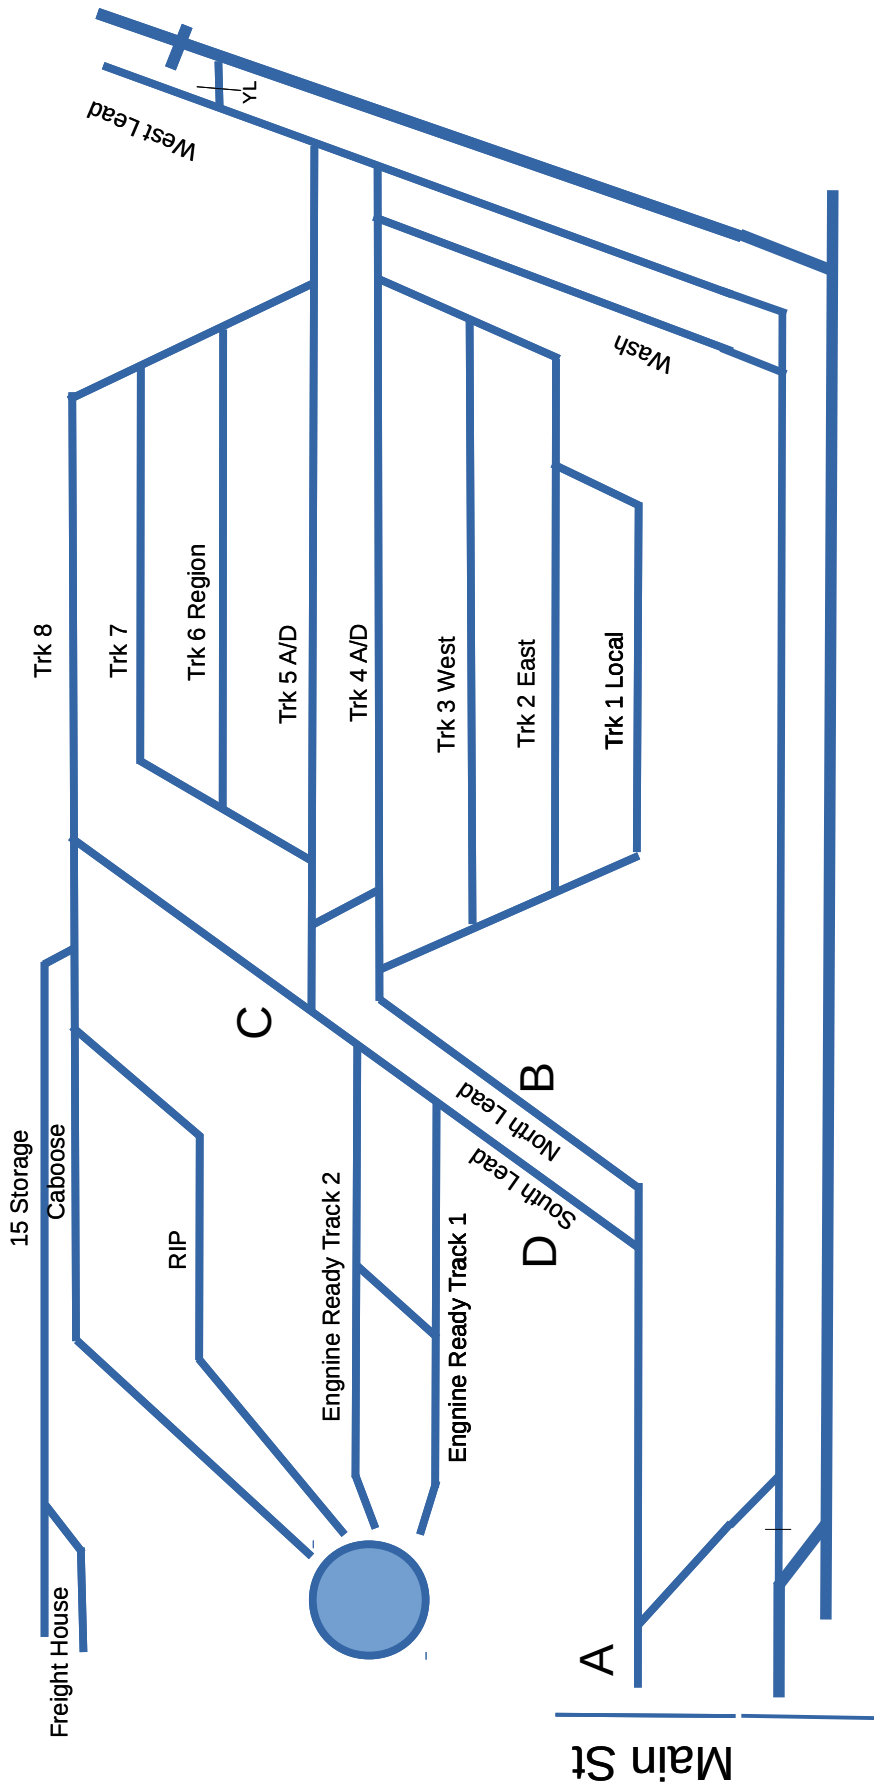 YL
West Lead
Wash
Trk 8
Trk 7
Trk 6 Region
Trk 5 A/D
Trk 4 A/D
Trk 3 West
Trk 2 East
Trk 1 Local
C
B
North Lead
South Lead
D
15 Storage
Caboose
RIP
Engnine Ready Track 2
Engnine Ready Track 1
Freight House
A
Main St